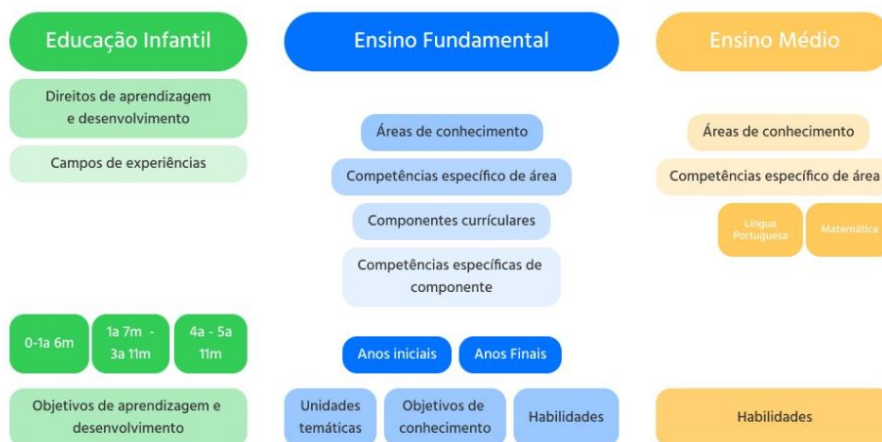 Educação Infantil
Direitos de aprendizagem
e desenvolvimento
Campos de experiências
0-1a 6m
1a 7m -
3a 11m
4a - 5a
11m
Objetivos de aprendizagem e
desenvolvimento
Ensino Fundamental
Áreas de conhecimento
Competências específico de área
Componentes currículares
Competências específicas de
componente
Anos iniciais
Anos Finais
Unidades
temáticas
Objetivos de
conhecimento
Habilidades
Ensino Médio
Áreas de conhecimento
Competências específico de área
Língua
Portuguesa
Matemática
Habilidades